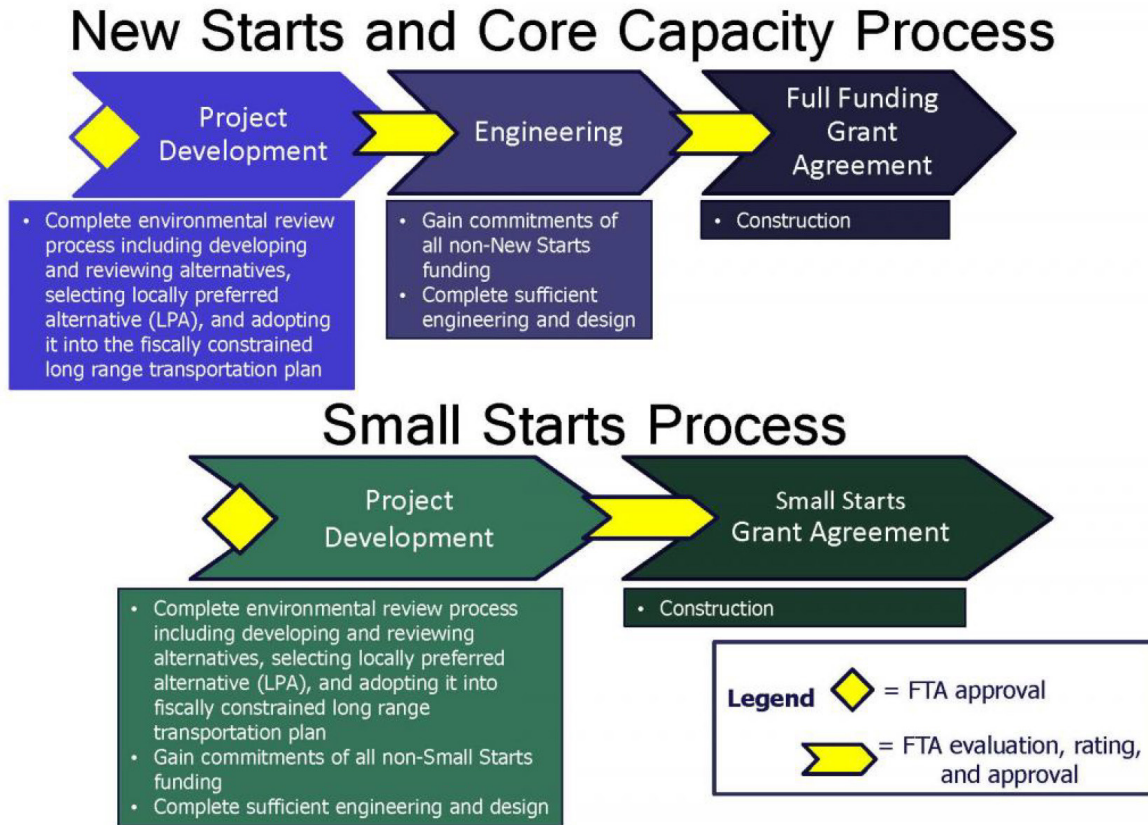 New Starts and Core Capacity Process
Project
Development
Engineering
Full Funding
Grant
Agreement
• Complete environmental review
process including developing
and reviewing alternatives,
selecting locally preferred
alternative (LPA), and adopting
it into the fiscally constrained
long range transportation plan
• Gain commitments of
all non-New Starts
funding
• Complete sufficient
engineering and design
• Construction
Small Starts Process
Project
Development
Small Starts
Grant Agreement
• Complete environmental review process
including developing and reviewing
alternatives, selecting locally preferred
alternative (LPA), and adopting it into
fiscally constrained long range
transportation plan
• Gain commitments of all non-Small Starts
funding
• Complete sufficient engineering and design
• Construction
Legend
= FTA approval
= FTA evaluation, rating,
and approval